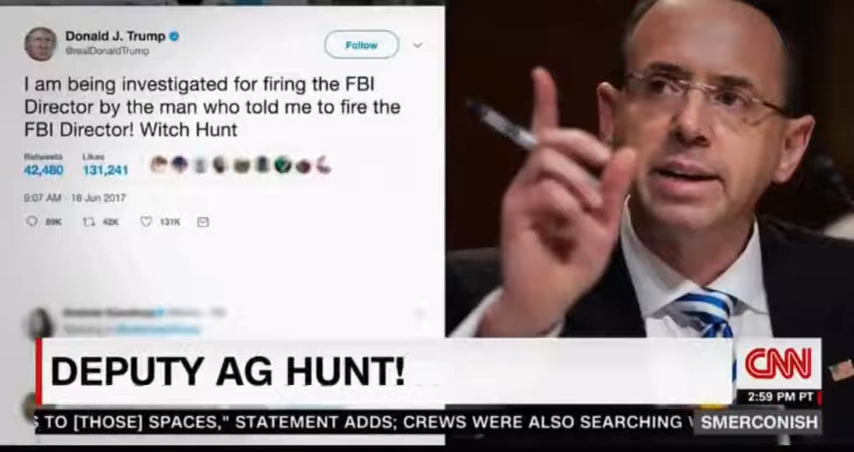 Donald J. Trump
@realDonaldTrump
Follow
I am being investigated for firing the FBI
Director by the man who told me to fire the
FBI Director! Witch Hunt
Retweets Likes
42,480 131,241
9:07 AM - 16 Jun 2017
89K 42K 131K
DEPUTY AG HUNT!
CNN
2:59 PM PT
S TO [THOSE] SPACES," STATEMENT ADDS; CREWS WERE ALSO SEARCHING
SMERCONISH